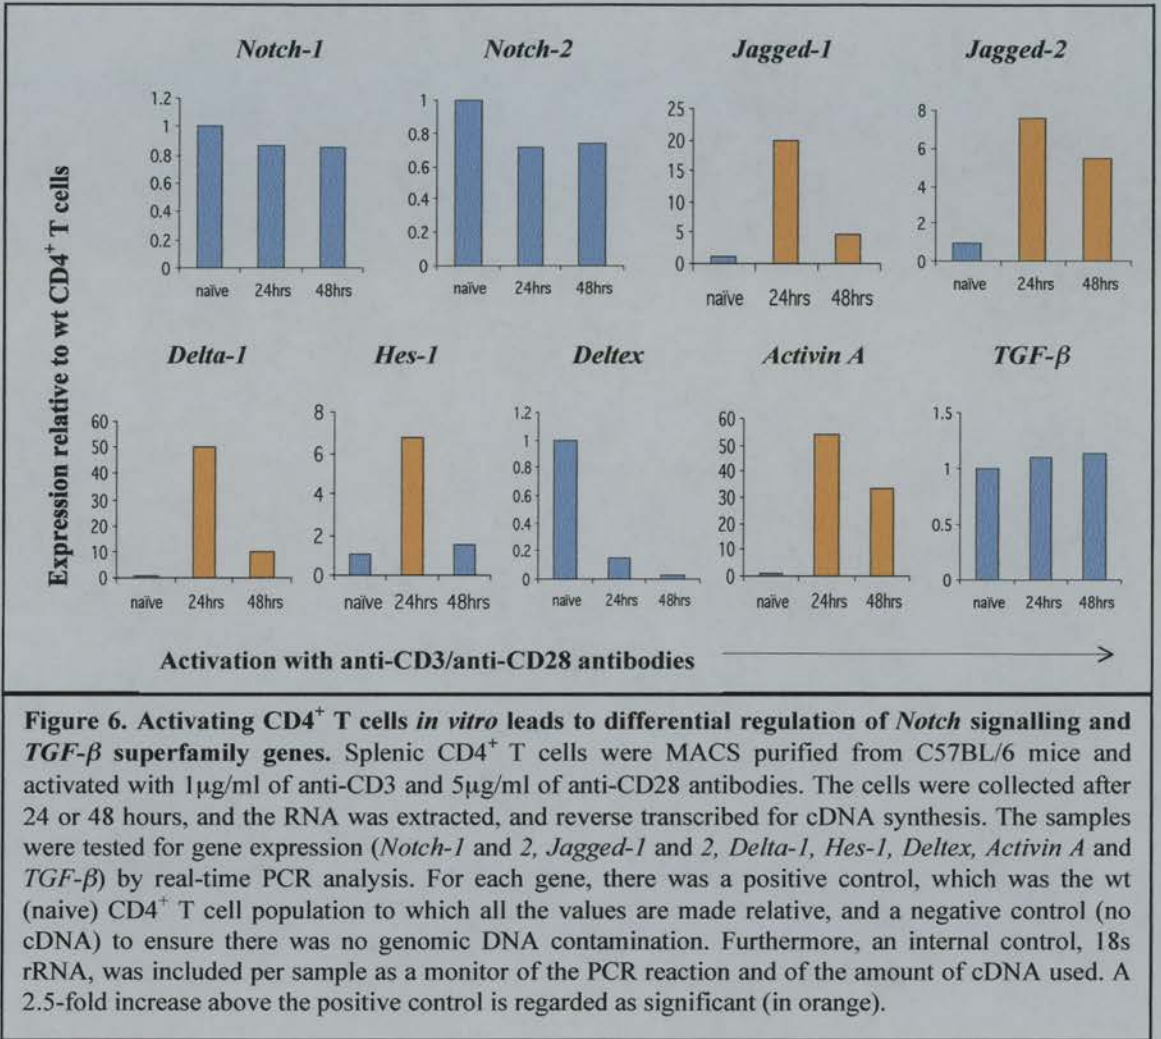 Notch-1 Notch-2 Jagged-1 Jagged-2
Expression relative to wt CD4+ T cells
1.2
1
0.8
0.6
0.4
0.2
0
naïve 24hrs 48hrs
1
0.8
0.6
0.4
0.2
0
naïve 24hrs 48hrs
25
20
15
10
5
0
naïve 24hrs 48hrs
8
6
4
2
0
naïve 24hrs 48hrs
Delta-1 Hes-1 Deltex Activin A TGF-β
60
50
40
30
20
10
0
naïve 24hrs 48hrs
8
6
4
2
0
naïve 24hrs 48hrs
1.2
1
0.8
0.6
0.4
0.2
0
naïve 24hrs 48hrs
60
50
40
30
20
10
0
naïve 24hrs 48hrs
1.5
1
0.5
0
naïve 24hrs 48hrs
Activation with anti-CD3/anti-CD28 antibodies
Figure 6. Activating CD4+ T cells in vitro leads to differential regulation of Notch signalling and
TGF-β superfamily genes. Splenic CD4+ T cells were MACS purified from C57BL/6 mice and
activated with 1μg/ml of anti-CD3 and 5μg/ml of anti-CD28 antibodies. The cells were collected after
24 or 48 hours, and the RNA was extracted, and reverse transcribed for cDNA synthesis. The samples
were tested for gene expression (Notch-1 and 2, Jagged-1 and 2, Delta-1, Hes-1, Deltex, Activin A and
TGF-β) by real-time PCR analysis. For each gene, there was a positive control, which was the wt
(naive) CD4+ T cell population to which all the values are made relative, and a negative control (no
cDNA) to ensure there was no genomic DNA contamination. Furthermore, an internal control, 18s
rRNA, was included per sample as a monitor of the PCR reaction and of the amount of cDNA used. A
2.5-fold increase above the positive control is regarded as significant (in orange).